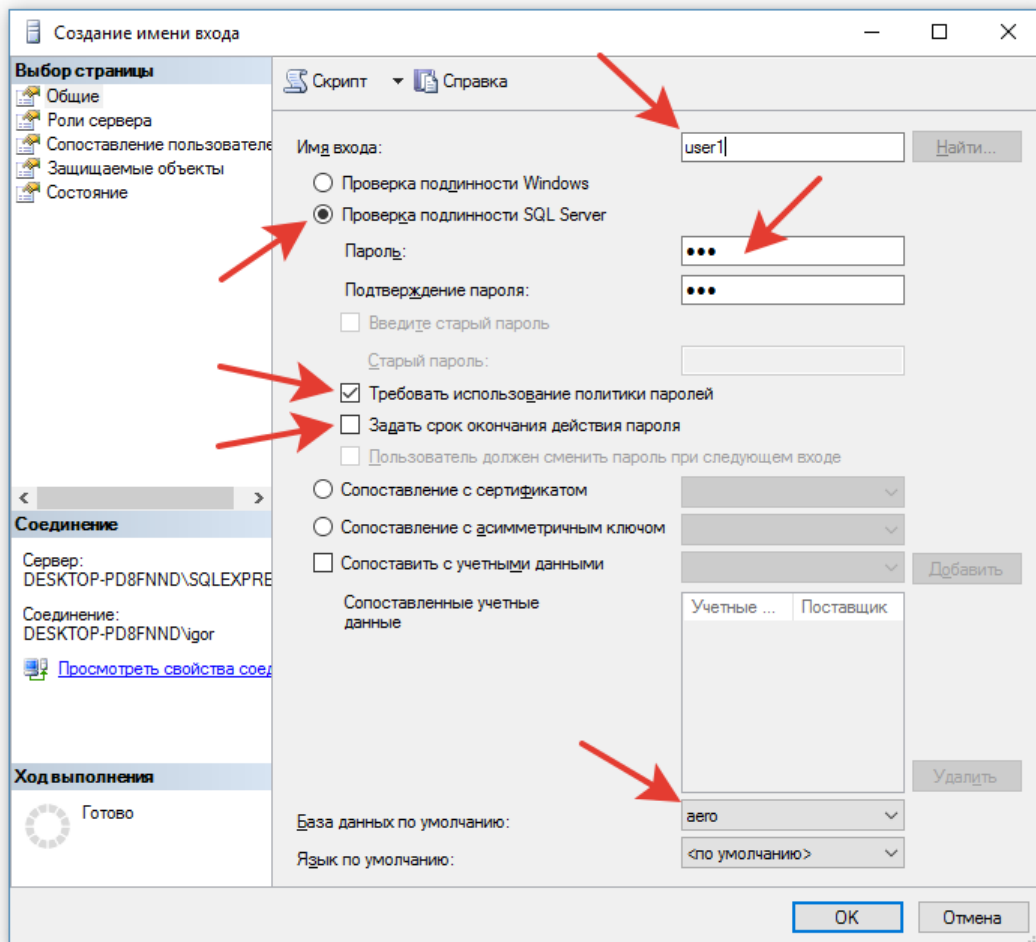 Создание имени входа
Выбор страницы
Общие
Роли сервера
Сопоставление пользователе
Защищаемые объекты
Состояние
Скрипт
Справка
Имя входа:
user1
Найти...
Проверка подлинности Windows
Проверка подлинности SQL Server
Пароль:
●●●
Подтверждение пароля:
●●●
Введите старый пароль
Старый пароль:
Требовать использование политики паролей
Задать срок окончания действия пароля
Пользователь должен сменить пароль при следующем входе
Сопоставление с сертификатом
Сопоставление с асимметричным ключом
Сопоставить с учетными данными
Добавить
Сопоставленные учетные
данные
Учетные ... Поставщик
Удалить
База данных по умолчанию:
aero
Язык по умолчанию:
<по умолчанию>
Соединение
Сервер:
DESKTOP-PD8FNND\SQLEXPRE
Соединение:
DESKTOP-PD8FNND\igor
Просмотреть свойства соед
Ход выполнения
Готово
OK
Отмена